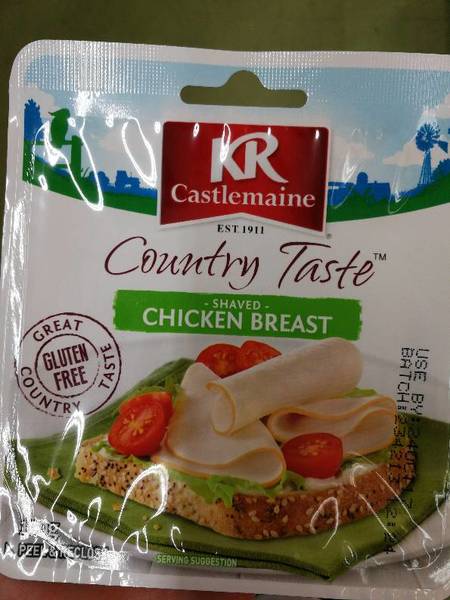 KR
Castlemaine
EST.1911
Country Taste™
- SHAVED -
CHICKEN BREAST
GREAT
COUNTRY
TASTE
GLUTEN
FREE
USE BY:
BATCH:
SERVING SUGGESTION